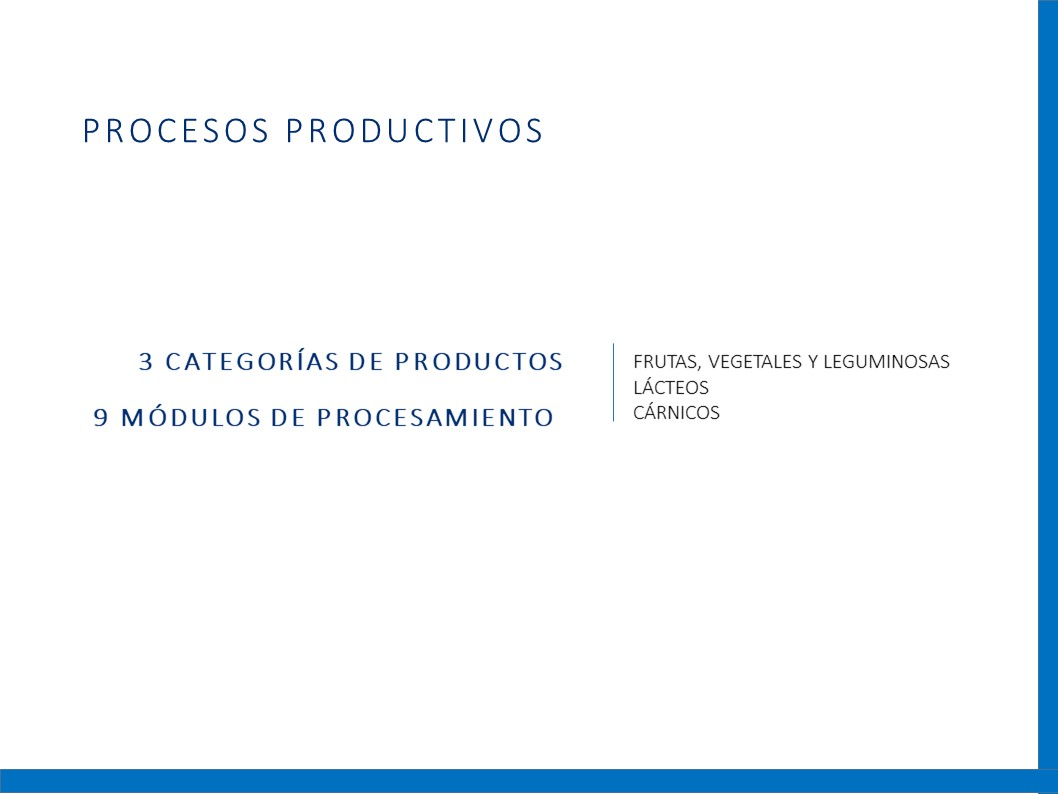 PROCESOS PRODUCTIVOS
3 CATEGORÍAS DE PRODUCTOS
9 MÓDULOS DE PROCESAMIENTO
FRUTAS, VEGETALES Y LEGUMINOSAS
LÁCTEOS
CÁRNICOS